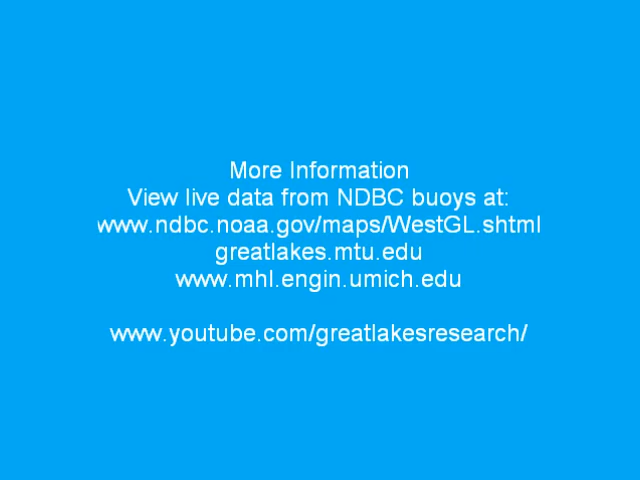 More Information
View live data from NDBC buoys at:
www.ndbc.noaa.gov/maps/WestGL.shtml
greatlakes.mtu.edu
www.mhl.engin.umich.edu
www.youtube.com/greatlakesresearch/